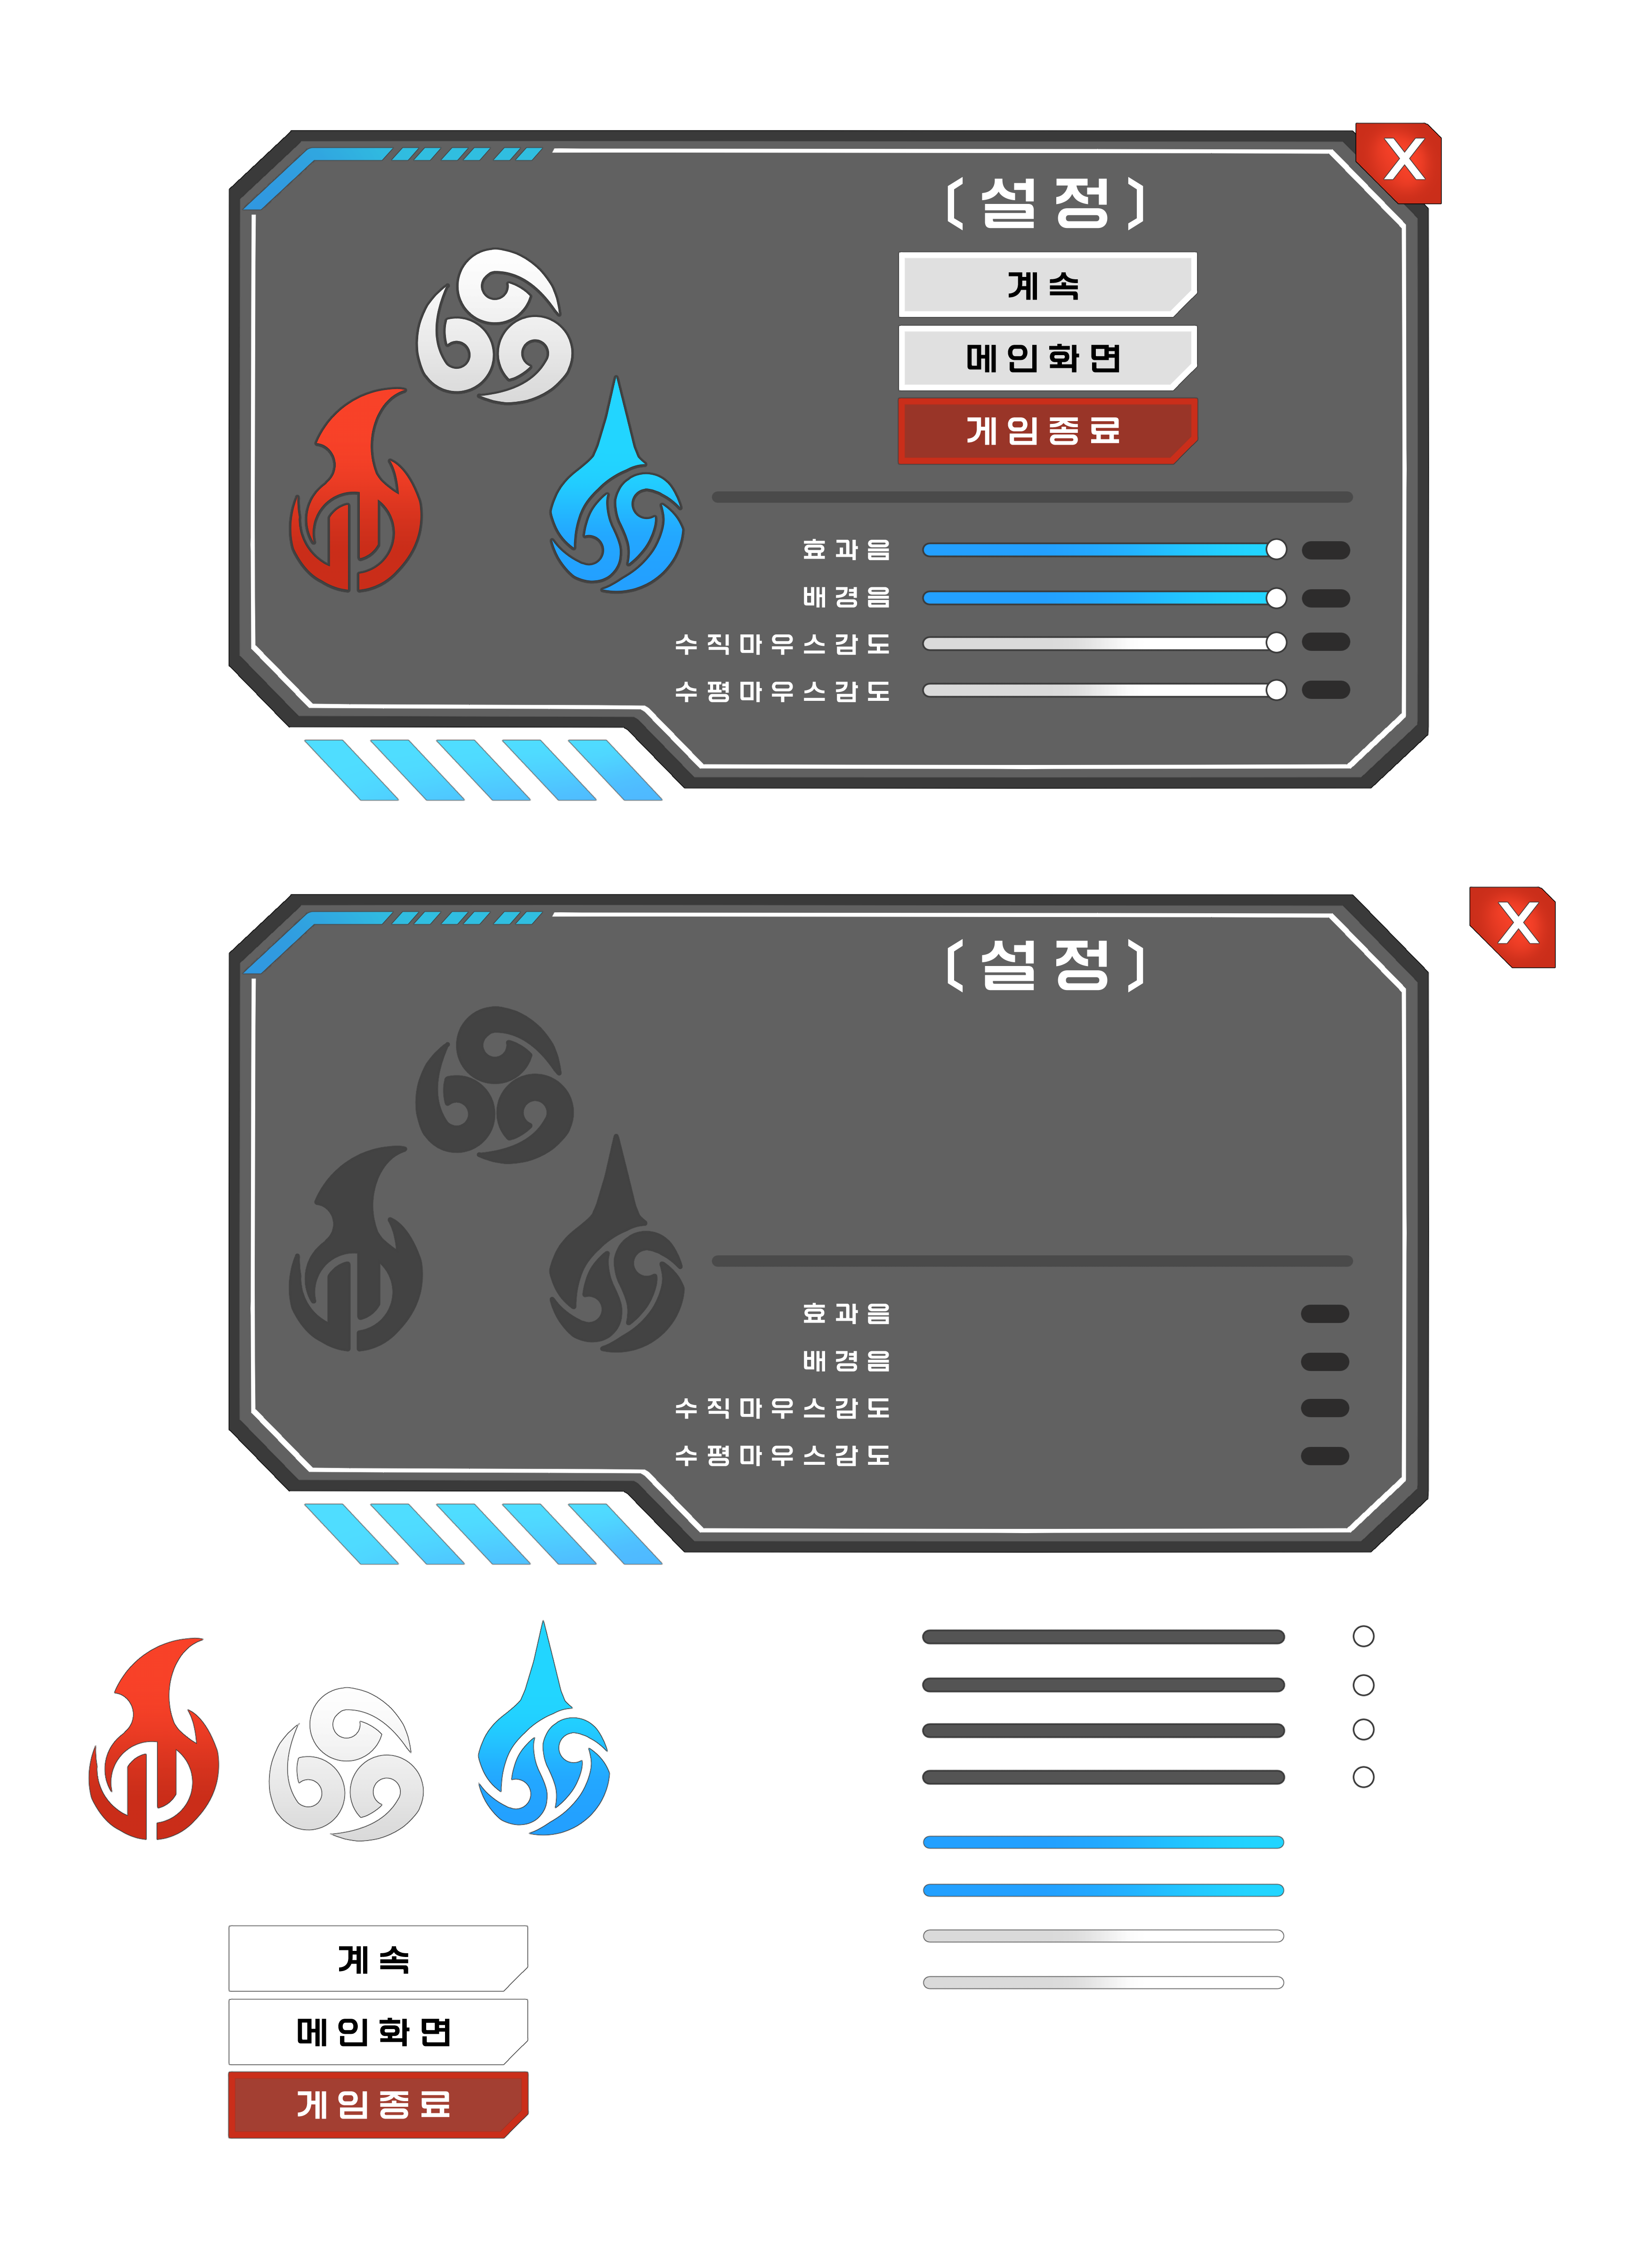 X
〔설정〕
계속
메인화면
게임종료
효과음
배경음
수직마우스감도
수평마우스감도
X
〔설정〕
효과음
배경음
수직마우스감도
수평마우스감도
계속
메인화면
게임종료